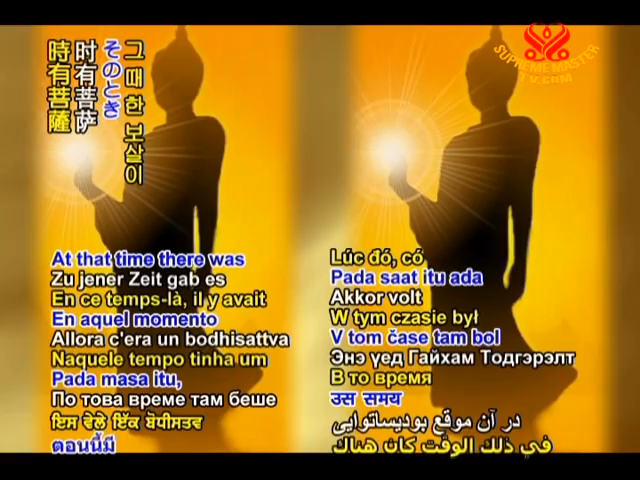 그 때 한 보살이
そのとき
时有菩萨
時有菩薩
SUPREME MASTER
TV.COM
At that time there was
Zu jener Zeit gab es
En ce temps-là, il y avait
En aquel momento
Allora c'era un bodhisattva
Naquele tempo tinha um
Pada masa itu,
По това време там беше
ਇਸ ਵੇਲੇ ਇੱਕ ਬੋਧੀਸਤਵ
ตอนนี้มี
Lúc đó, có
Pada saat itu ada
Akkor volt
W tym czasie był
V tom čase tam bol
Энэ үед Гайхам Тодгэрэлт
В то время
उस समय
در آن موقع بوديساتوايى
في ذلك الوقت كان هناك